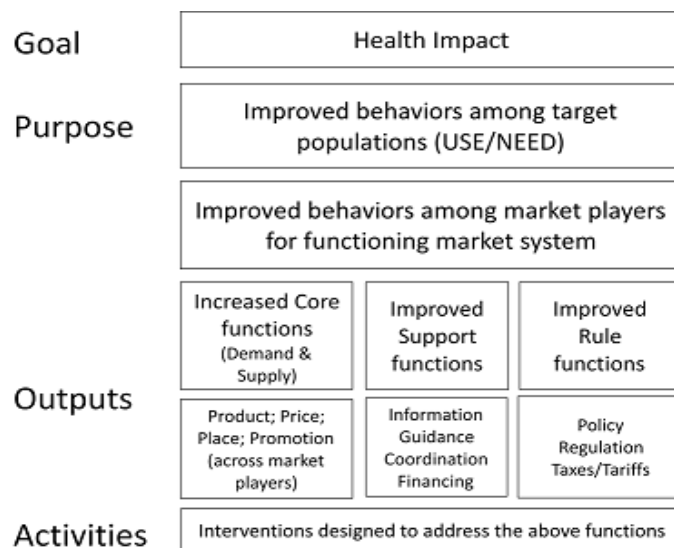 Goal
Health Impact
Purpose
Improved behaviors among target
populations (USE/NEED)
Improved behaviors among market players
for functioning market system
Outputs
Increased Core
functions
(Demand &
Supply)
Improved
Support
functions
Improved
Rule
functions
Product; Price;
Place; Promotion
(across market
players)
Information
Guidance
Coordination
Financing
Policy
Regulation
Taxes/Tariffs
Activities
Interventions designed to address the above functions